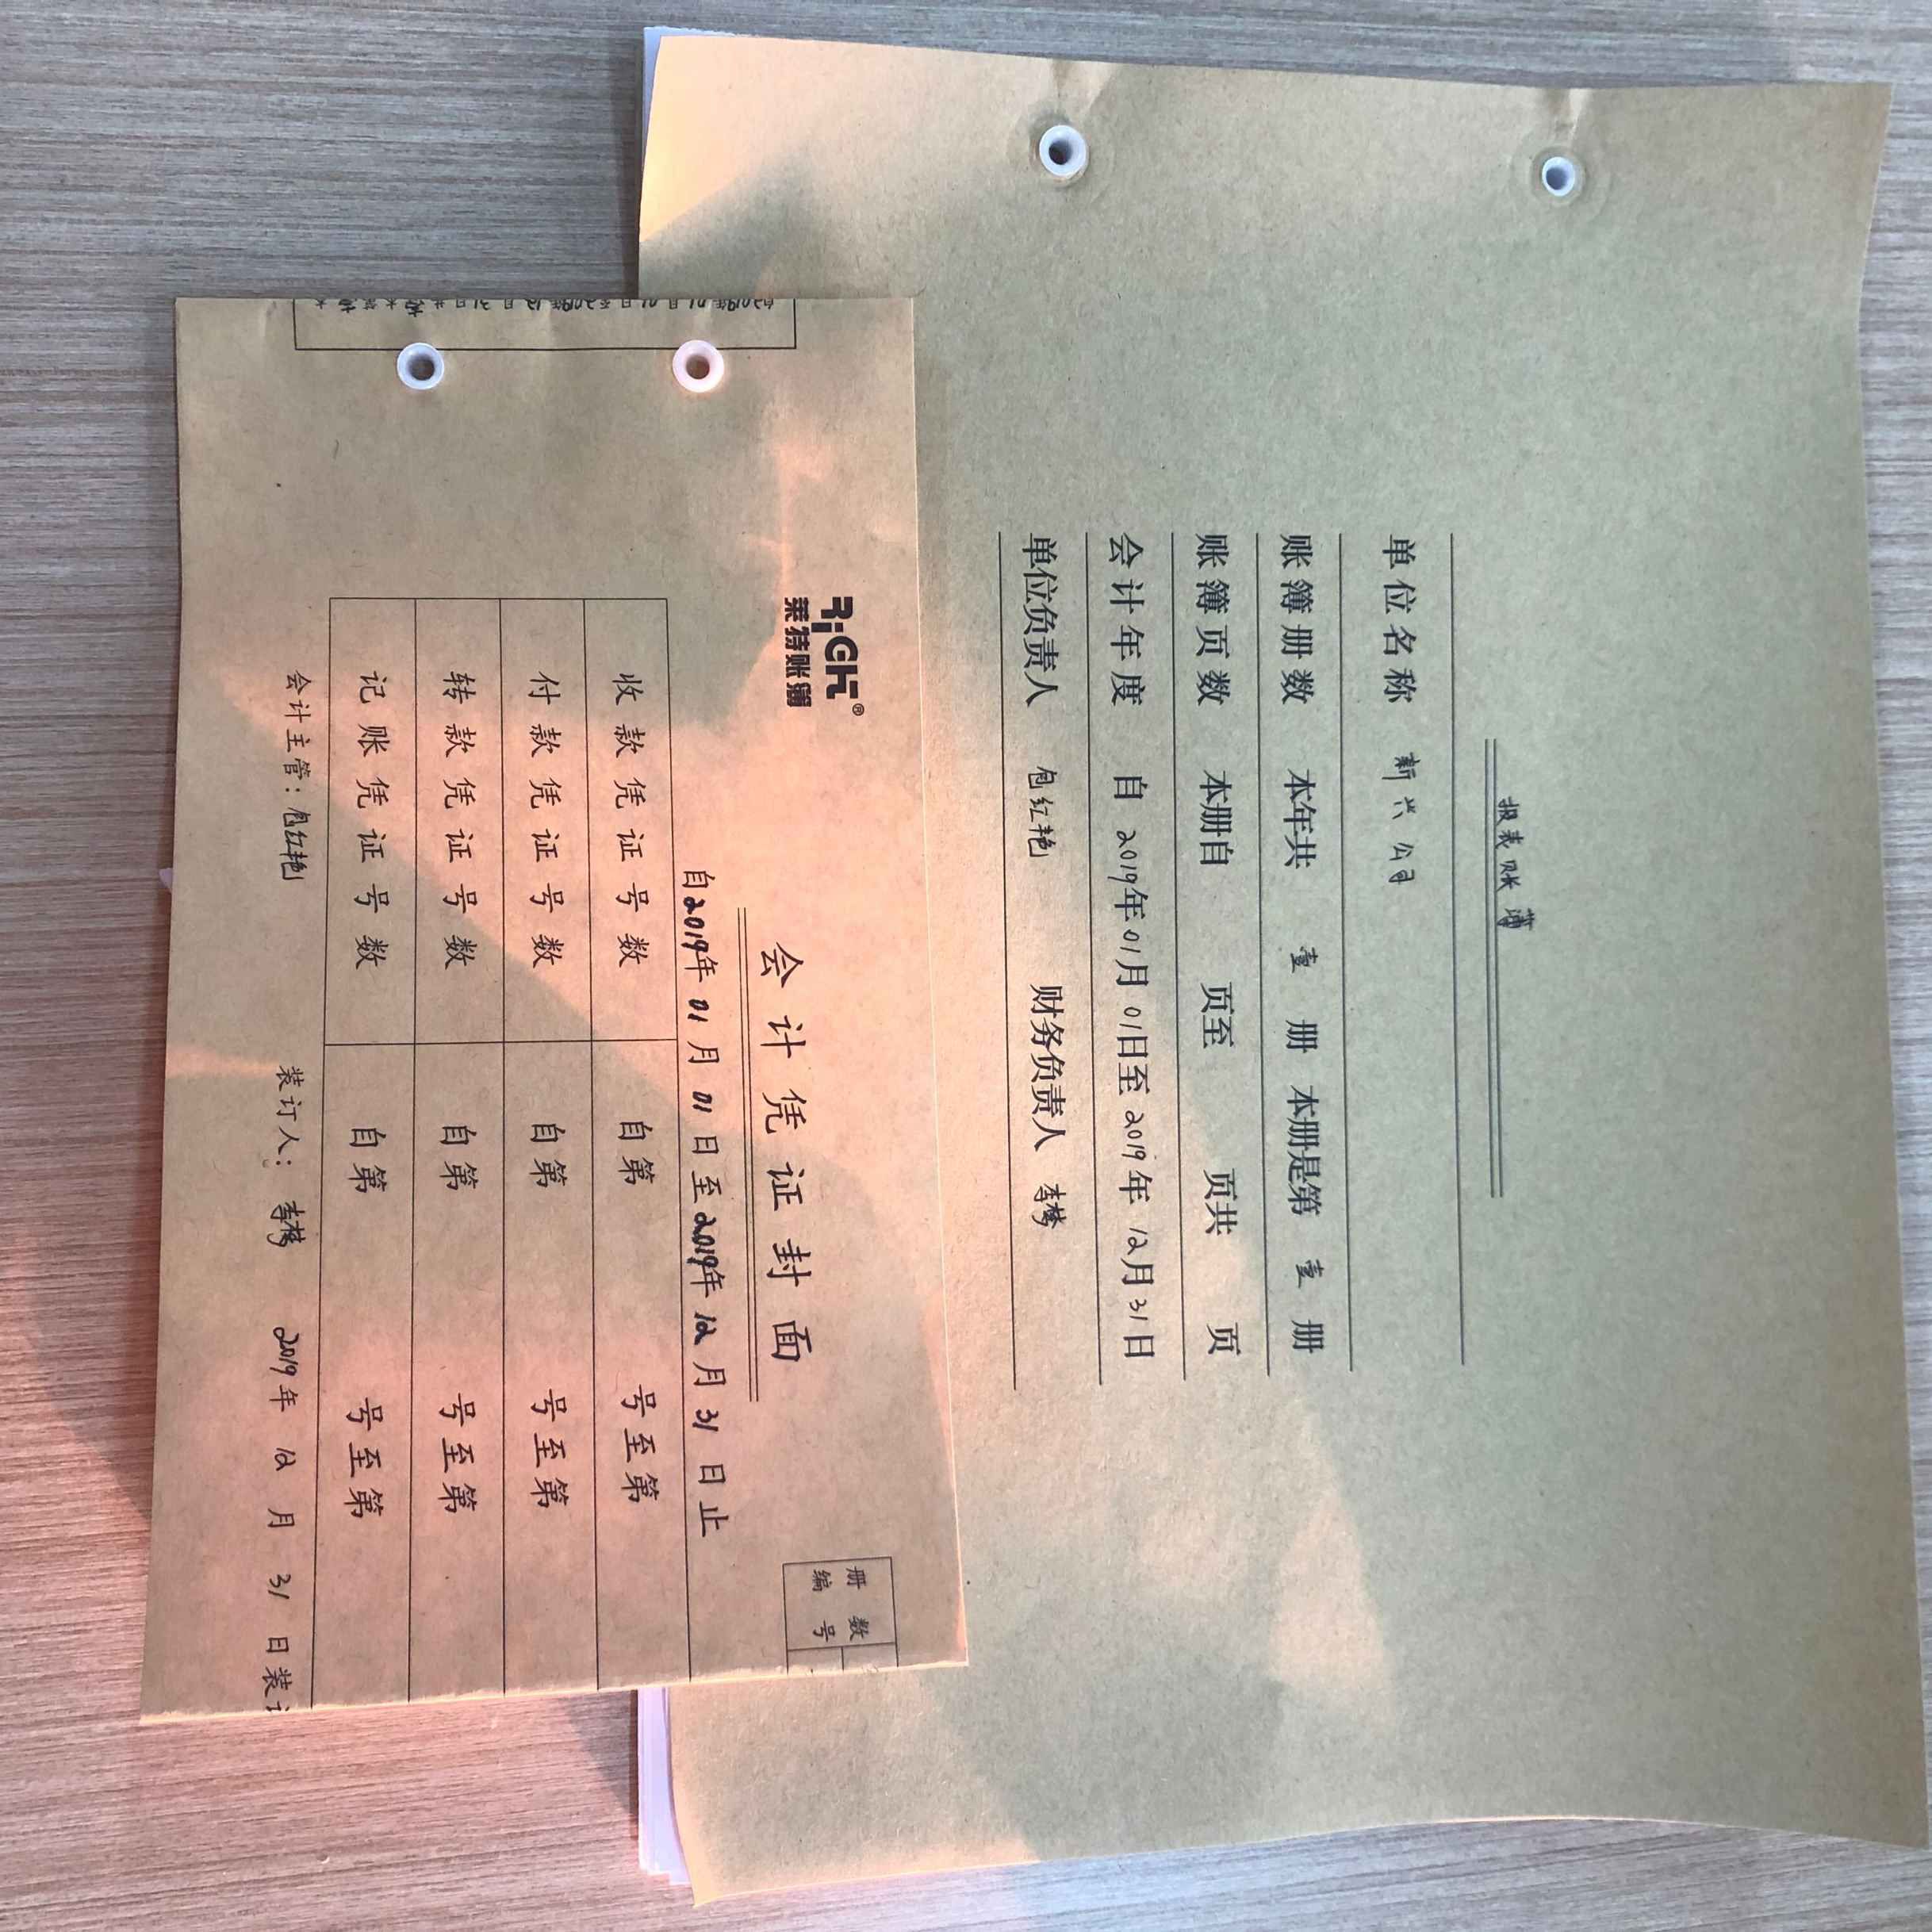 报表账簿
单位名称 新兴公司
账簿册数 本年共 壹 册 本册是第 壹 册
账簿页数 本册自 页至 页共 页
会计年度 自 2019年01月01日至2019年12月31日
单位负责人 包红艳 财务负责人
RiGH®
莱特账簿
册数
编号
会计凭证封面
自2019年01月01日至2019年12月31日止
收款凭证号数 自第 号至第
付款凭证号数 自第 号至第
转款凭证号数 自第 号至第
记账凭证号数 自第 号至第
会计主管：包红艳 装订人： 2019年12月31日装